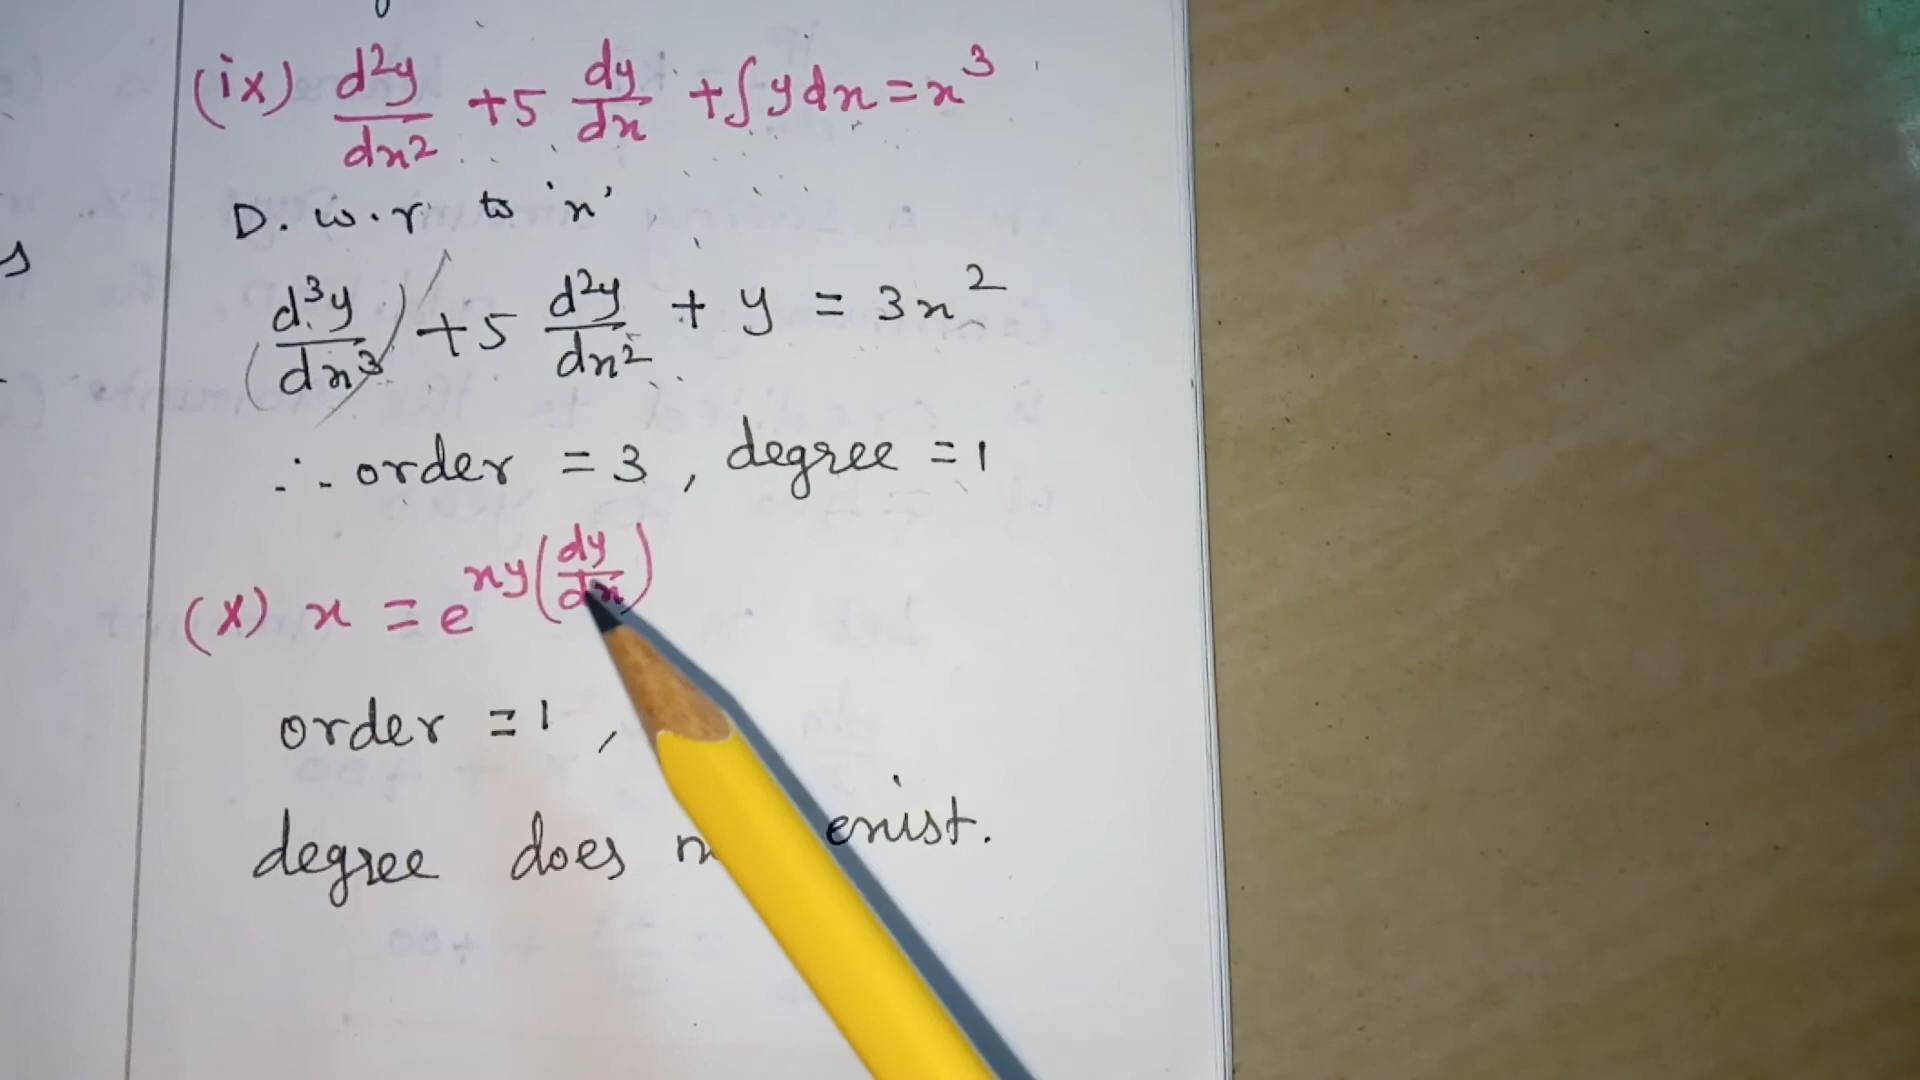 (ix) d²y/dx² + 5 dy/dx + ∫y dx = x³
D. w. r. to 'x'
(d³y/dx³) + 5 d²y/dx² + y = 3x²
∴ order = 3, degree = 1
(x) x = e^{xy(dy/dx)}
order = 1,
degree does exist.